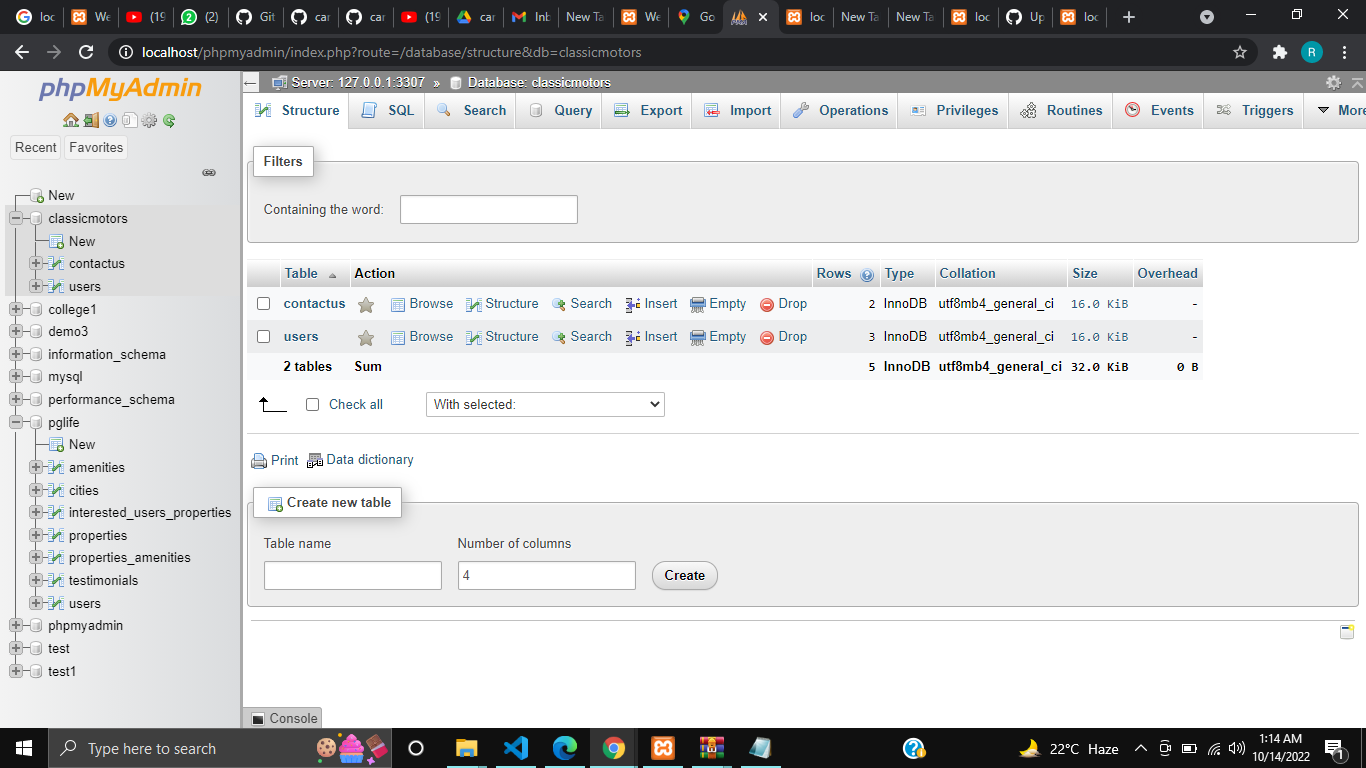 loc
We
(19
(2)
Git
car
car
(19
car
Inb
New Ta
We
Go
loc
New Ta
New Ta
loc
Up
loc
localhost/phpmyadmin/index.php?route=/database/structure&db=classicmotors
R
phpMyAdmin
Recent
Favorites
New
classicmotors
New
contactus
users
college1
demo3
information_schema
mysql
performance_schema
pglife
New
amenities
cities
interested_users_properties
properties
properties_amenities
testimonials
users
phpmyadmin
test
test1
Server: 127.0.0.1:3307 » Database: classicmotors
Structure SQL Search Query Export Import Operations Privileges Routines Events Triggers More
Filters
Containing the word:
Table Action Rows Type Collation Size Overhead
contactus Browse Structure Search Insert Empty Drop 2 InnoDB utf8mb4_general_ci 16.0 KiB -
users Browse Structure Search Insert Empty Drop 3 InnoDB utf8mb4_general_ci 16.0 KiB -
2 tables Sum 5 InnoDB utf8mb4_general_ci 32.0 KiB 0 B
Check all With selected:
Print Data dictionary
Create new table
Table name Number of columns
4 Create
Console
Type here to search
22°C Haze
1:14 AM
10/14/2022
1